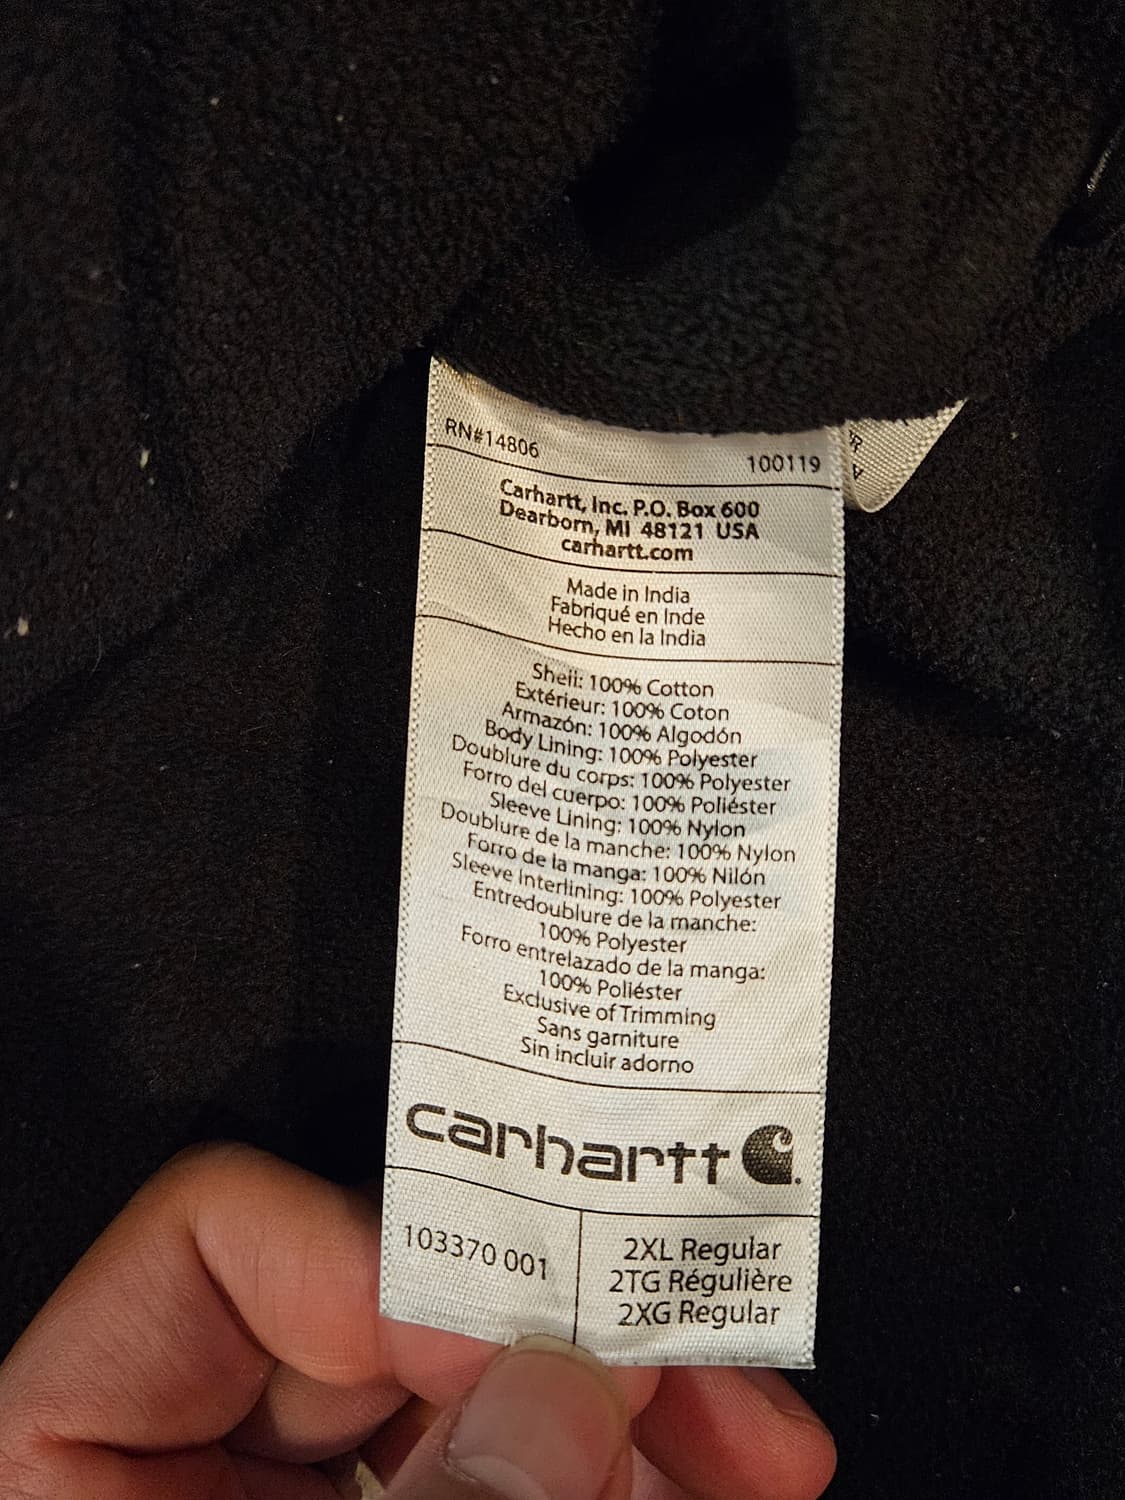 RN#14806
100119
Carhartt, Inc. P.O. Box 600
Dearborn, MI 48121 USA
carhartt.com
Made in India
Fabriqué en Inde
Hecho en la India
Shell: 100% Cotton
Extérieur: 100% Coton
Armazón: 100% Algodón
Body Lining: 100% Polyester
Doublure du corps: 100% Polyester
Forro del cuerpo: 100% Poliéster
Sleeve Lining: 100% Nylon
Doublure de la manche: 100% Nylon
Forro de la manga: 100% Nilón
Sleeve Interlining: 100% Polyester
Entredoublure de la manche:
100% Polyester
Forro entrelazado de la manga:
100% Poliéster
Exclusive of Trimming
Sans garniture
Sin incluir adorno
carhartt
103370 001
2XL Regular
2TG Régulière
2XG Regular